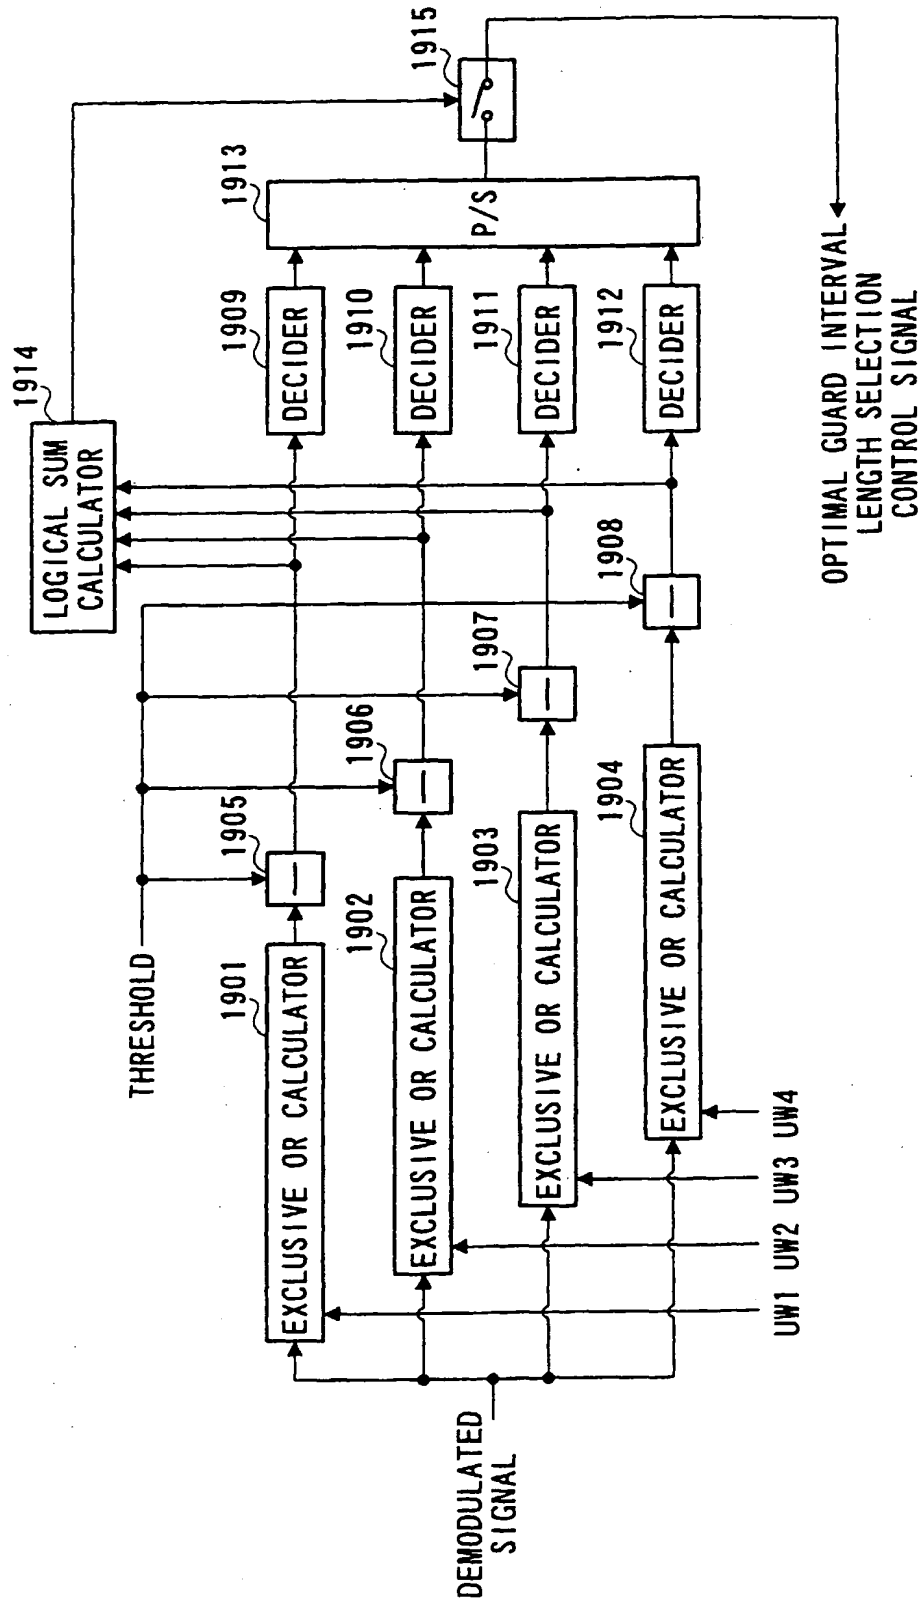 1914
LOGICAL SUM
CALCULATOR
THRESHOLD
1901
EXCLUSIVE OR CALCULATOR
1905
1909
DECIDER
1913
P/S
1915
1902
EXCLUSIVE OR CALCULATOR
1906
1910
DECIDER
DEMODULATED
SIGNAL
1903
EXCLUSIVE OR CALCULATOR
1907
1911
DECIDER
1904
EXCLUSIVE OR CALCULATOR
1908
1912
DECIDER
UW1 UW2 UW3 UW4
OPTIMAL GUARD INTERVAL
LENGTH SELECTION
CONTROL SIGNAL